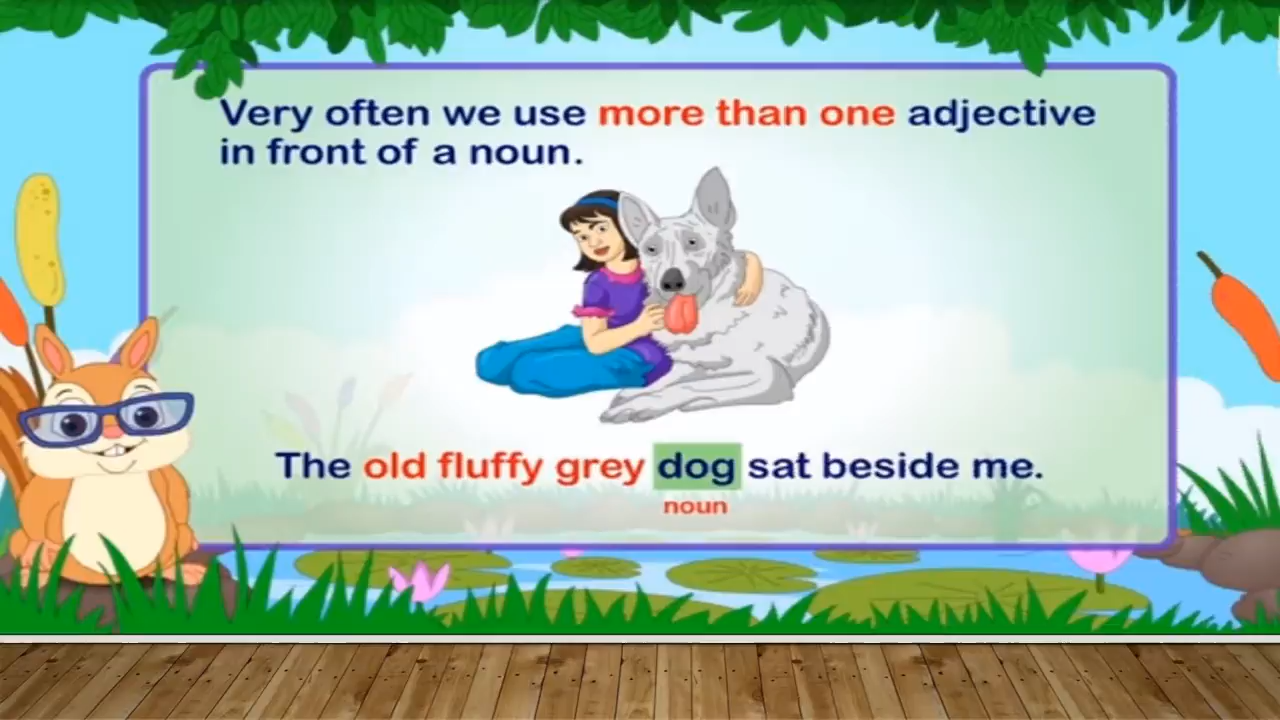 Very often we use more than one adjective
in front of a noun.
The old fluffy grey dog sat beside me.
noun